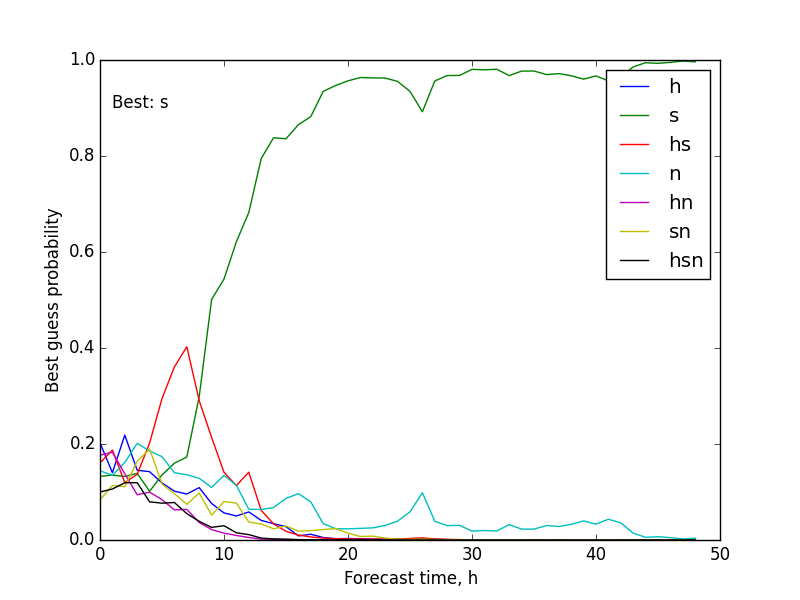 1.0
0.8
0.6
0.4
0.2
0.0
Best guess probability
Best: s
h
s
hs
n
hn
sn
hsn
0 10 20 30 40 50
Forecast time, h